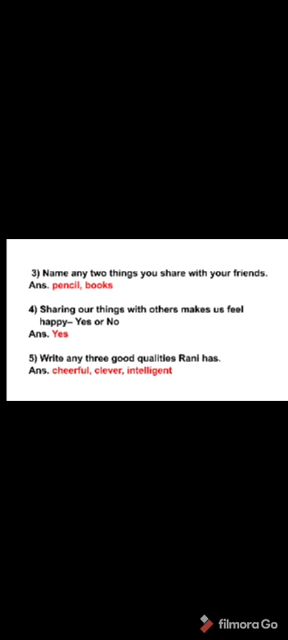 3) Name any two things you share with your friends.
Ans. pencil, books
4) Sharing our things with others makes us feel
happy– Yes or No
Ans. Yes
5) Write any three good qualities Rani has.
Ans. cheerful, clever, intelligent
filmoraGo